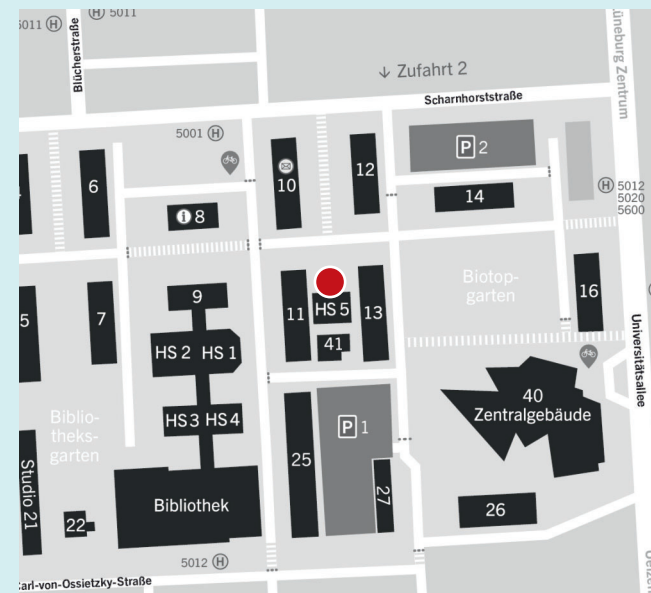 5011 H
H 5011
Blücherstraße
↓ Zufahrt 2
üneburg Zentrum
Scharnhorststraße
5001 H
P 2
6
10
12
14
i 8
H 5012
5020
5600
5
7
9
11
HS 5
13
Biotop-
garten
16
HS 2 HS 1
41
Universitätsallee
Biblio-
theks-
garten
HS 3 HS 4
P 1
40
Zentralgebäude
Studio 21
25
27
22
Bibliothek
26
5012 H
arl-von-Ossietzky-Straße